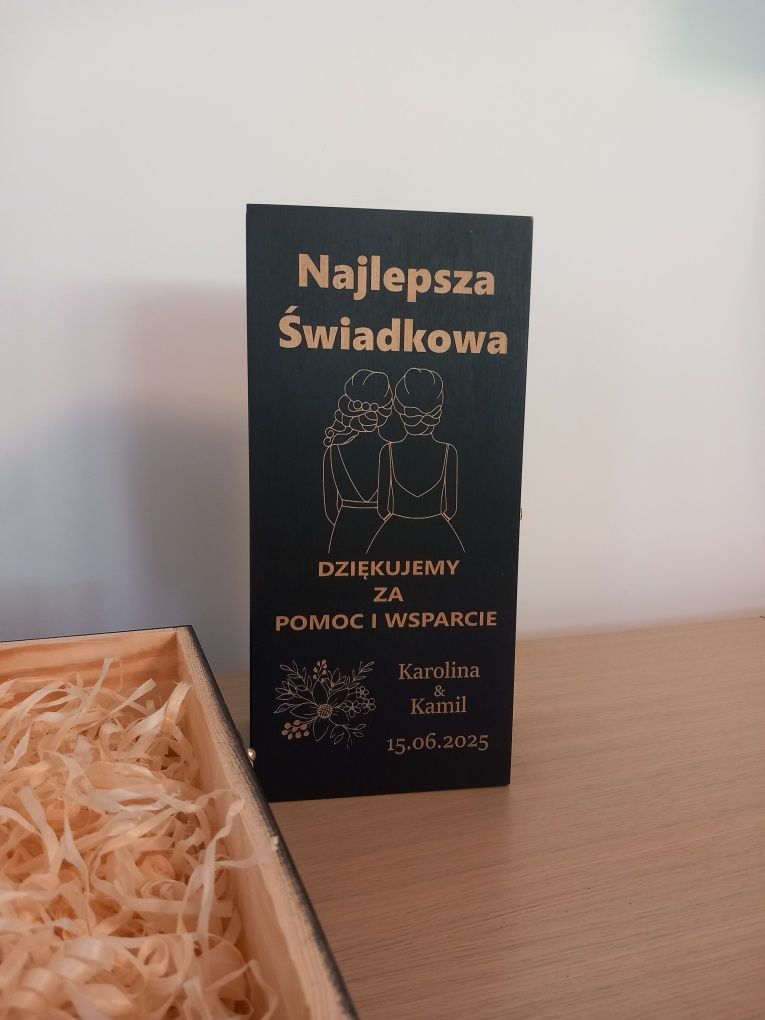 Najlepsza
Świadkowa
DZIĘKUJEMY
ZA
POMOC I WSPARCIE
Karolina
&
Kamil
15.06.2025